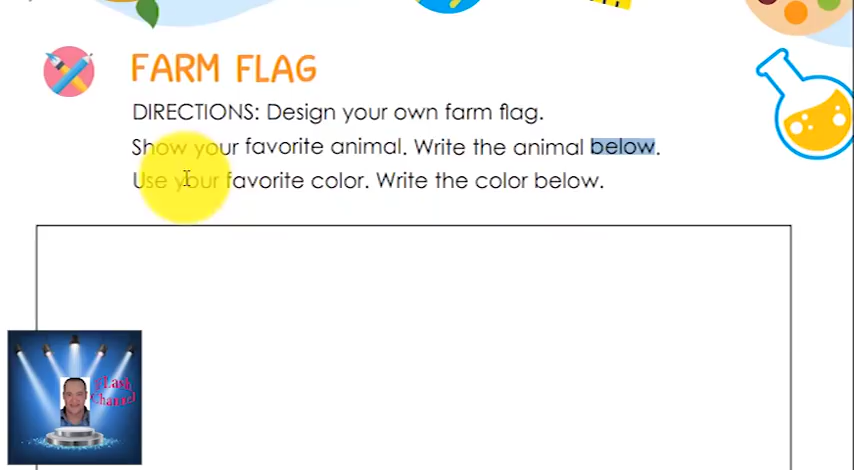 FARM FLAG
DIRECTIONS: Design your own farm flag.
Show your favorite animal. Write the animal below.
Use your favorite color. Write the color below.
Lash
Channel